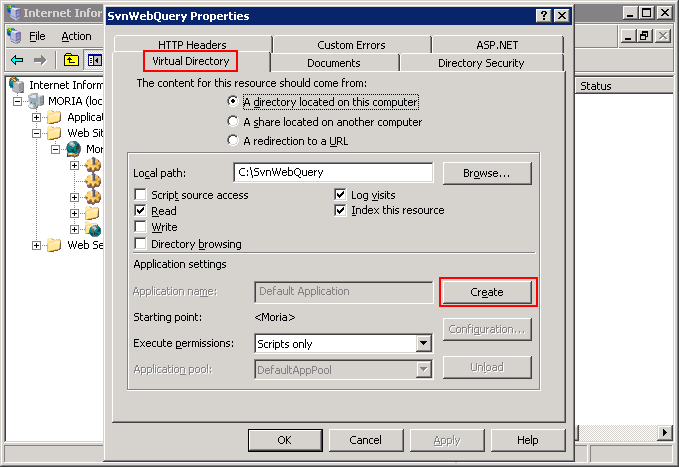 Internet Infor
SvnWebQuery Properties
File Action
HTTP Headers Custom Errors ASP.NET
Virtual Directory Documents Directory Security
Internet Inform
MORIA (loc
Applic
Web Sit
Mor
Web Se
Status
The content for this resource should come from:
A directory located on this computer
A share located on another computer
A redirection to a URL
Local path: C:\SvnWebQuery Browse...
Script source access Log visits
Read Index this resource
Write
Directory browsing
Application settings
Application name: Default Application Create
Starting point: <Moria>
Configuration...
Execute permissions: Scripts only
Application pool: DefaultAppPool Unload
OK Cancel Apply Help